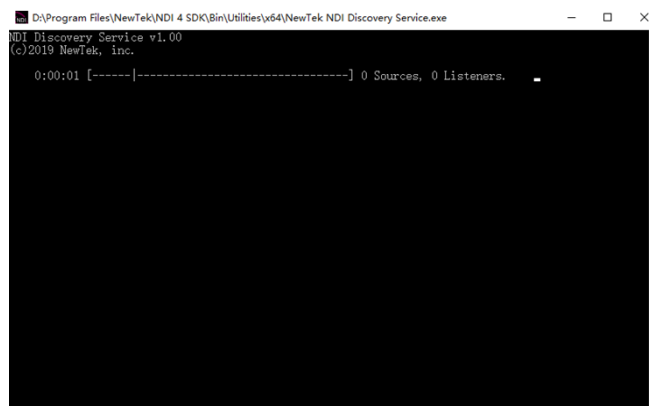 NDI D:\Program Files\NewTek\NDI 4 SDK\Bin\Utilities\x64\NewTek NDI Discovery Service.exe
NDI Discovery Service v1.00
(c)2019 NewTek, inc.
0:00:01 [------|---------------------------------] 0 Sources, 0 Listeners.